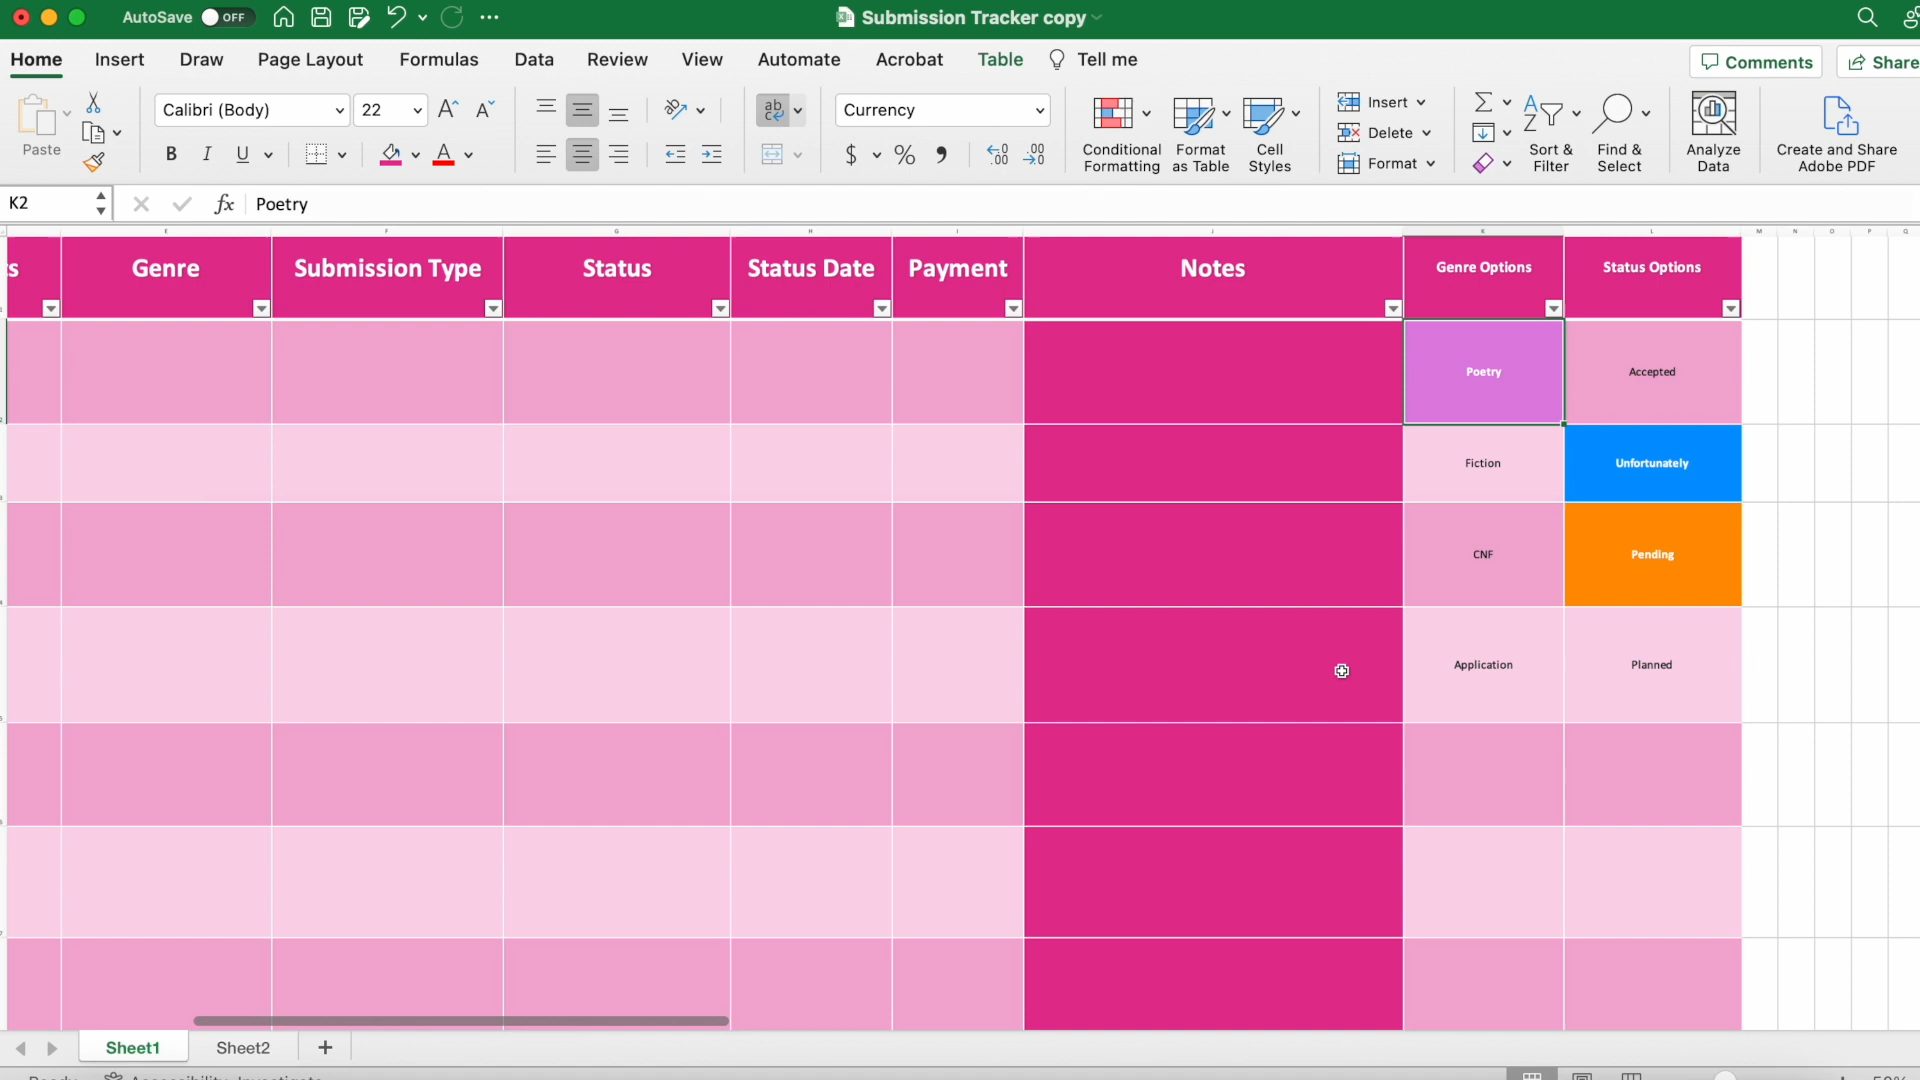 AutoSave OFF Submission Tracker copy
Home Insert Draw Page Layout Formulas Data Review View Automate Acrobat Table Tell me Comments Share
Paste Calibri (Body) 22 Currency Insert
B I U $ % Delete
Format
Conditional Formatting Format as Table Cell Styles Sort & Filter Find & Select Analyze Data Create and Share Adobe PDF
K2 fx Poetry
E F G H I J K L M N O P Q
s Genre Submission Type Status Status Date Payment Notes Genre Options Status Options
Poetry Accepted
Fiction Unfortunately
CNF Pending
Application Planned
Sheet1 Sheet2 +